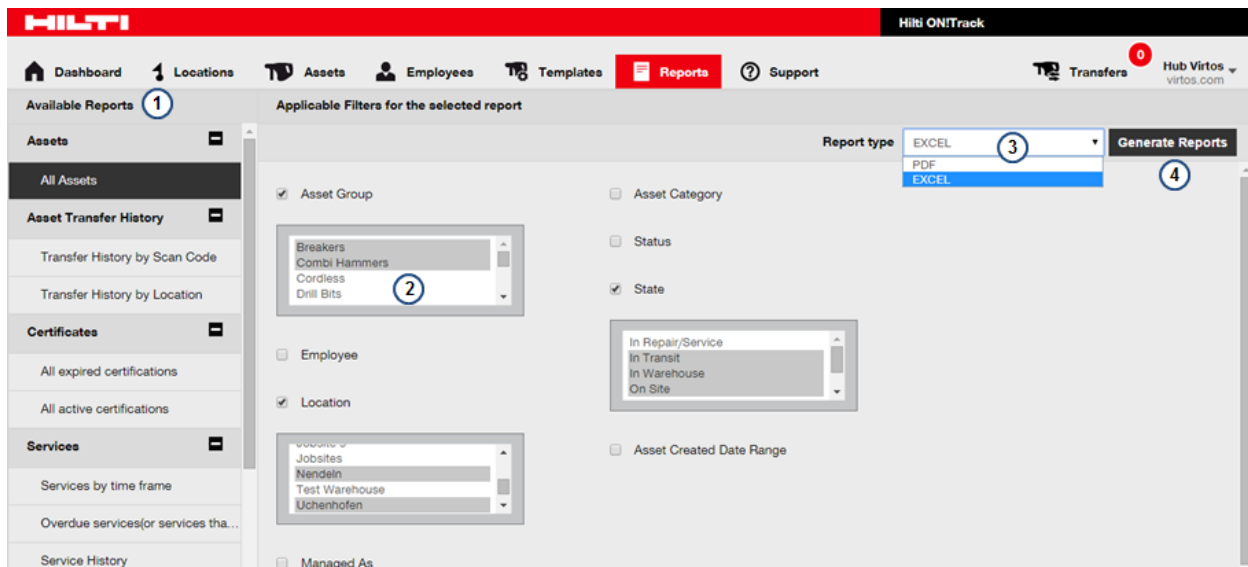 HILTI
Hilti ON!Track
Dashboard
Locations
Assets
Employees
Templates
Reports
Support
Transfers
0
Hub Virtos
virtos.com
Available Reports
1
Applicable Filters for the selected report
Assets
Report type
EXCEL
3
Generate Reports
PDF
EXCEL
4
All Assets
Asset Group
Asset Category
Asset Transfer History
Breakers
Combi Hammers
Cordless
Drill Bits
2
Status
Transfer History by Scan Code
Transfer History by Location
State
Certificates
In Repair/Service
In Transit
In Warehouse
On Site
Employee
All expired certifications
Location
All active certifications
Services
Jobsites
Nendeln
Test Warehouse
Uchenhofen
Asset Created Date Range
Services by time frame
Overdue services(or services tha...
Service History
Managed As